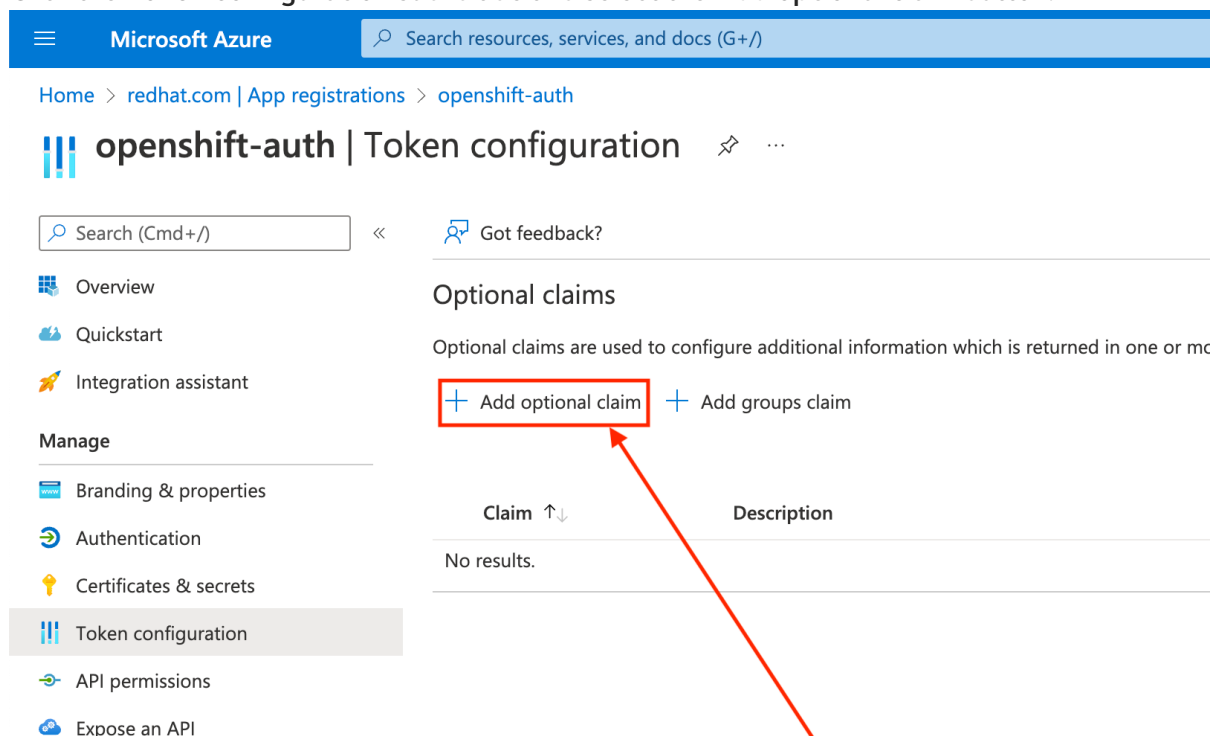 Microsoft Azure
Search resources, services, and docs (G+/)
Home > redhat.com | App registrations > openshift-auth
openshift-auth | Token configuration
Search (Cmd+/)
«
Got feedback?
Overview
Optional claims
Quickstart
Optional claims are used to configure additional information which is returned in one or mo
Integration assistant
+ Add optional claim + Add groups claim
Manage
Branding & properties
www
Claim ↑↓ Description
Authentication
No results.
Certificates & secrets
Token configuration
API permissions
Expose an API